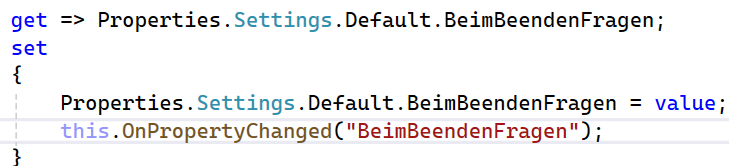 get => Properties.Settings.Default.BeimBeendenFragen;
set
{
    Properties.Settings.Default.BeimBeendenFragen = value;
    this.OnPropertyChanged("BeimBeendenFragen");
}